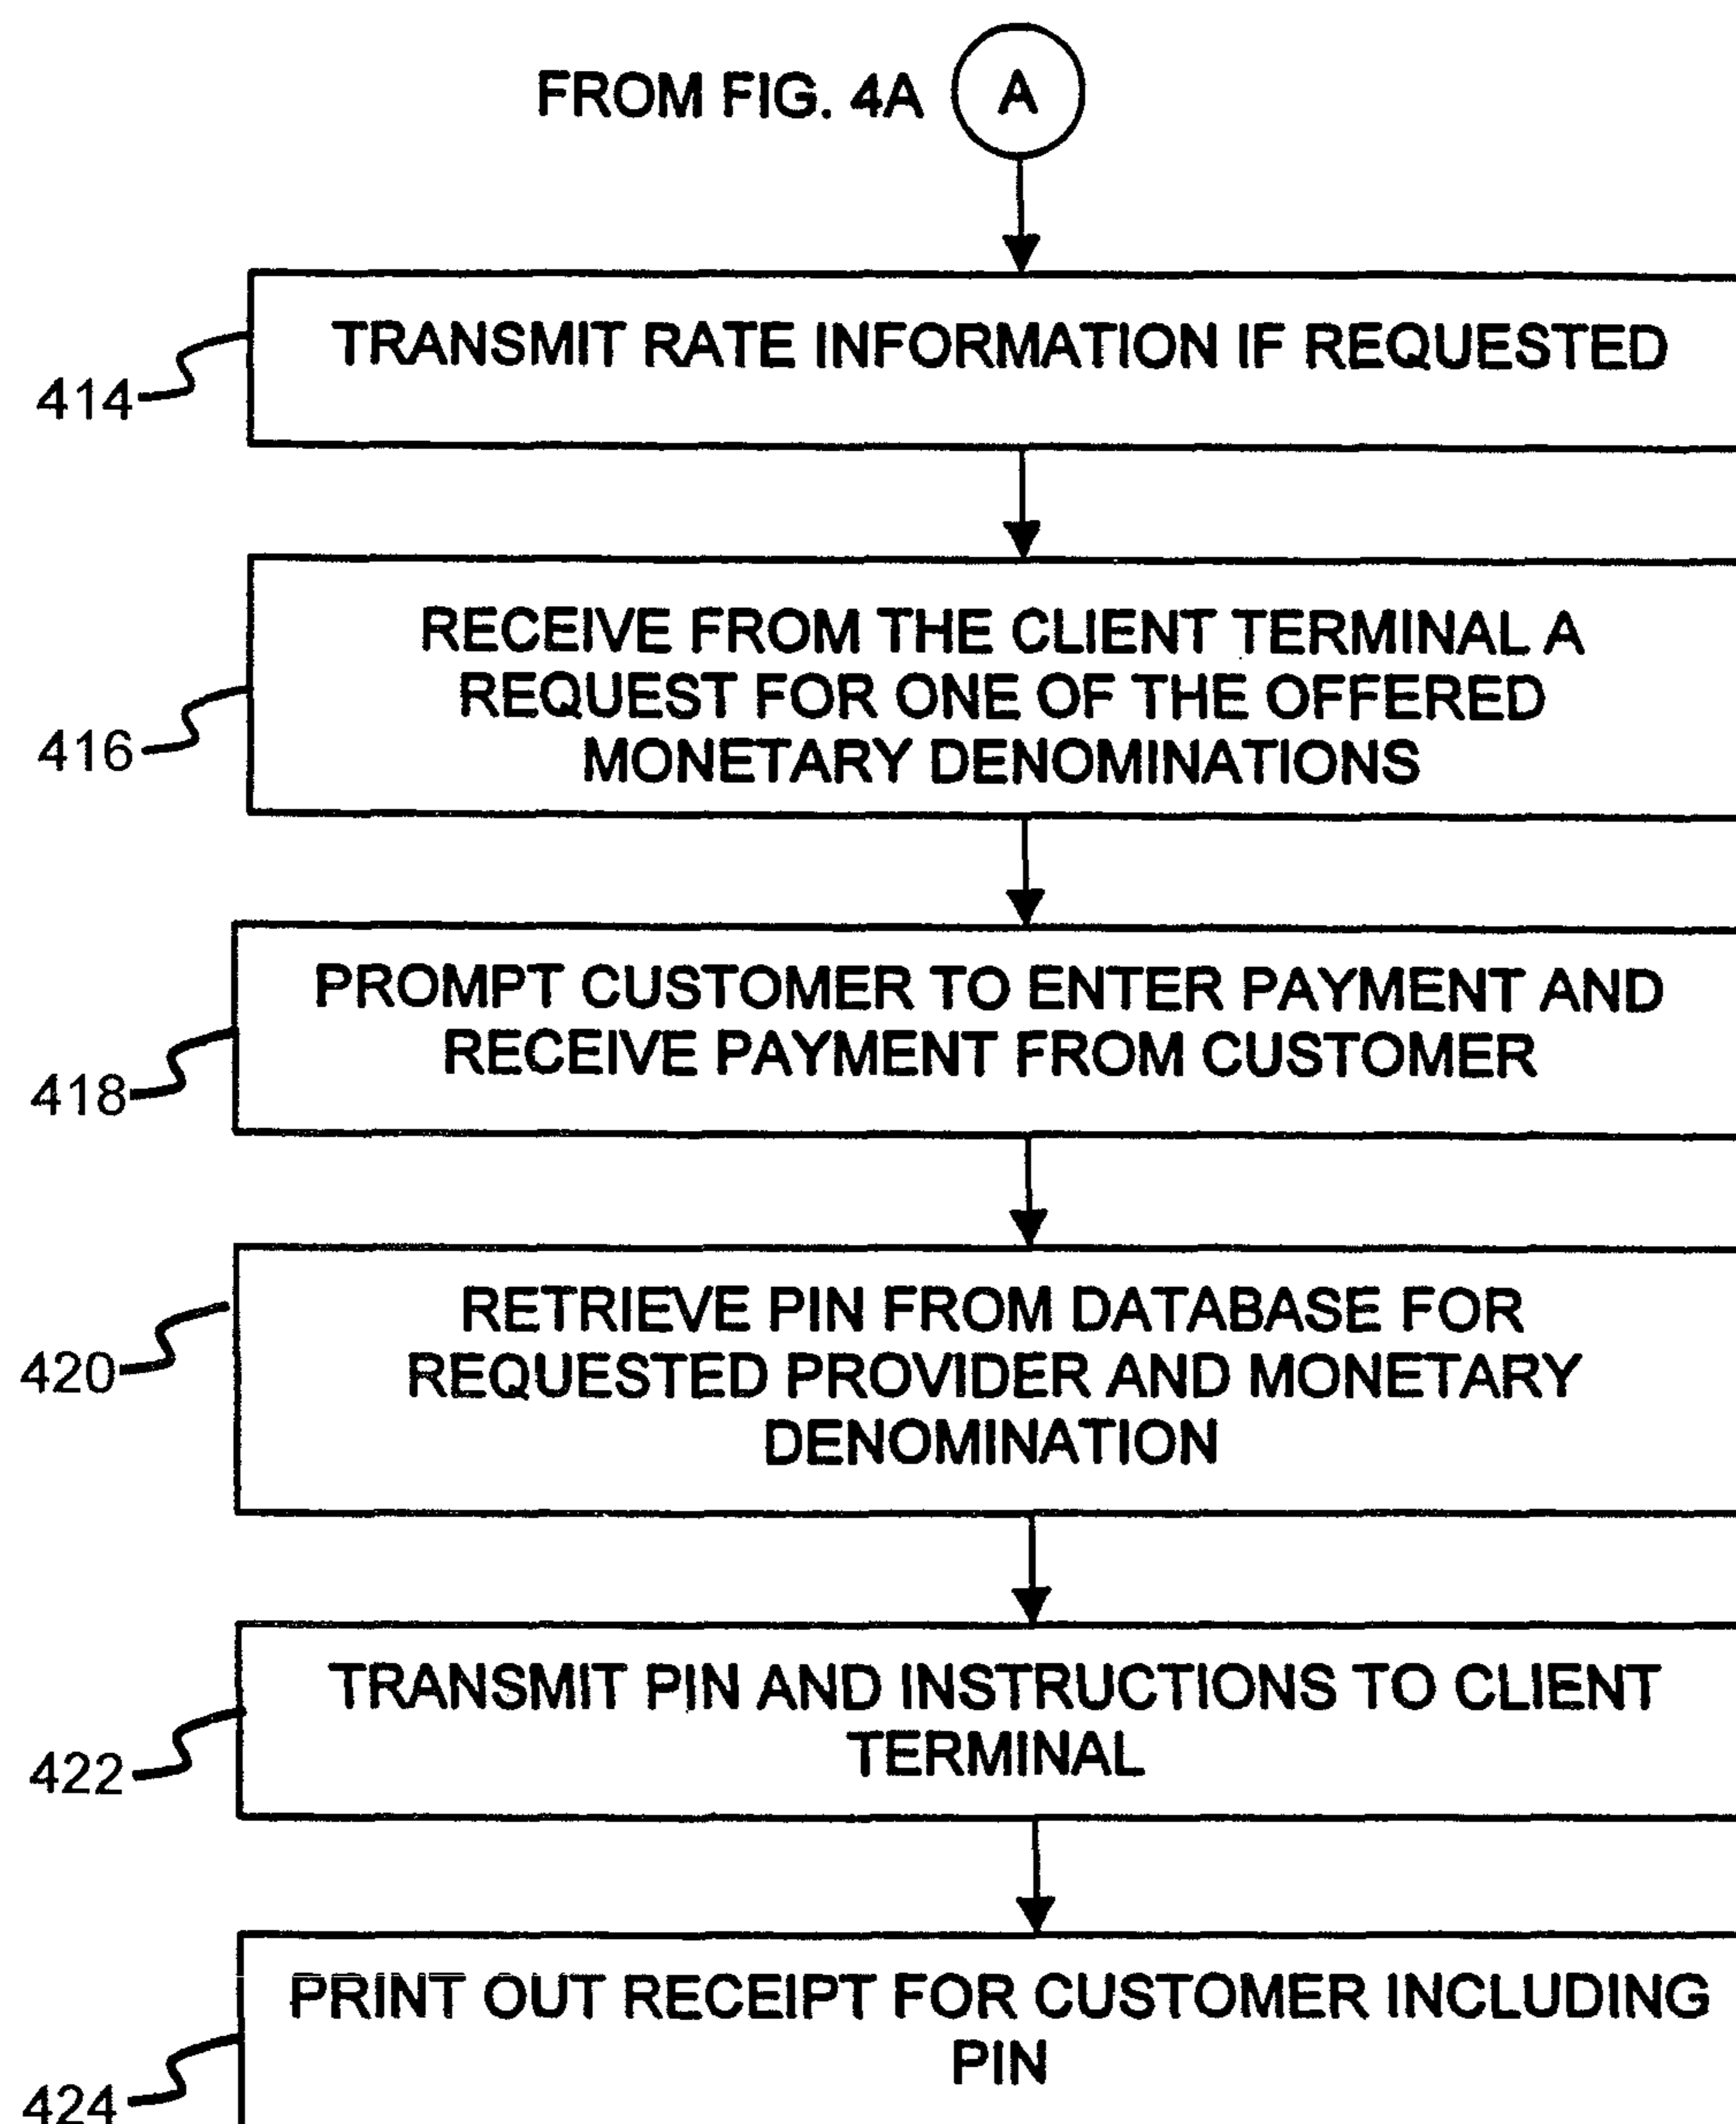 FROM FIG. 4A A
TRANSMIT RATE INFORMATION IF REQUESTED
414
RECEIVE FROM THE CLIENT TERMINAL A
REQUEST FOR ONE OF THE OFFERED
MONETARY DENOMINATIONS
416
PROMPT CUSTOMER TO ENTER PAYMENT AND
RECEIVE PAYMENT FROM CUSTOMER
418
RETRIEVE PIN FROM DATABASE FOR
REQUESTED PROVIDER AND MONETARY
DENOMINATION
420
TRANSMIT PIN AND INSTRUCTIONS TO CLIENT
TERMINAL
422
PRINT OUT RECEIPT FOR CUSTOMER INCLUDING
PIN
424